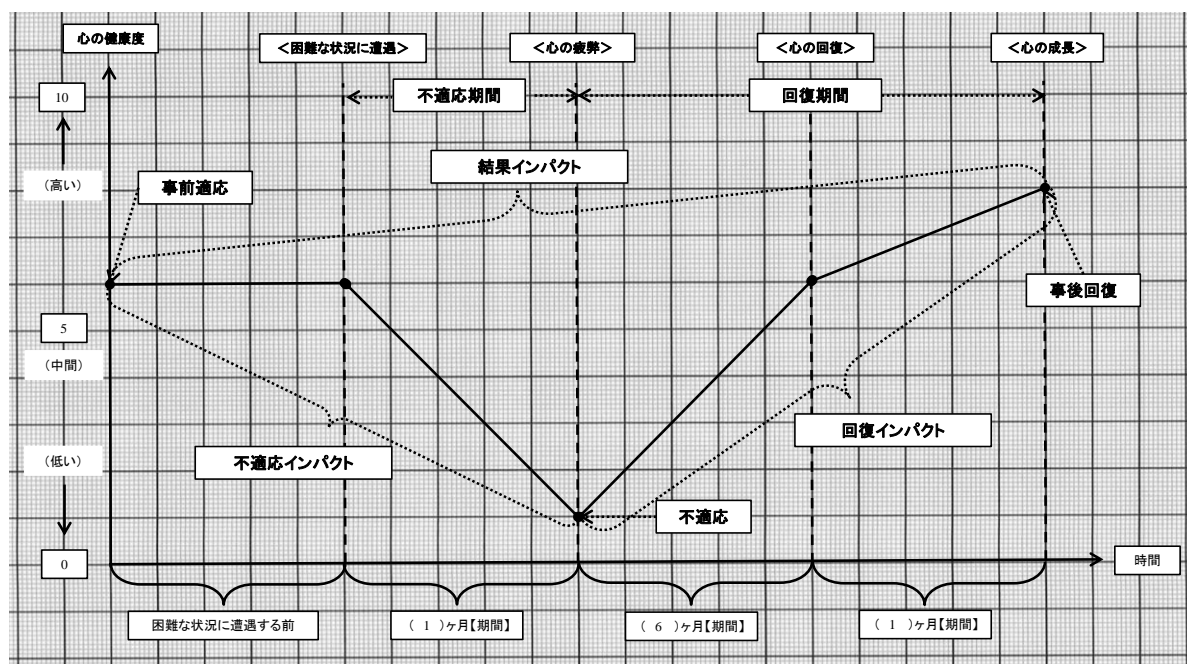 心の健康度
＜困難な状況に遭遇＞
＜心の疲弊＞
＜心の回復＞
＜心の成長＞
10
不適応期間
回復期間
結果インパクト
（高い）
事前適応
事後回復
5
（中間）
回復インパクト
（低い）
不適応インパクト
不適応
0
時間
困難な状況に遭遇する前
（ 1 ）ヶ月【期間】
（ 6 ）ヶ月【期間】
（ 1 ）ヶ月【期間】